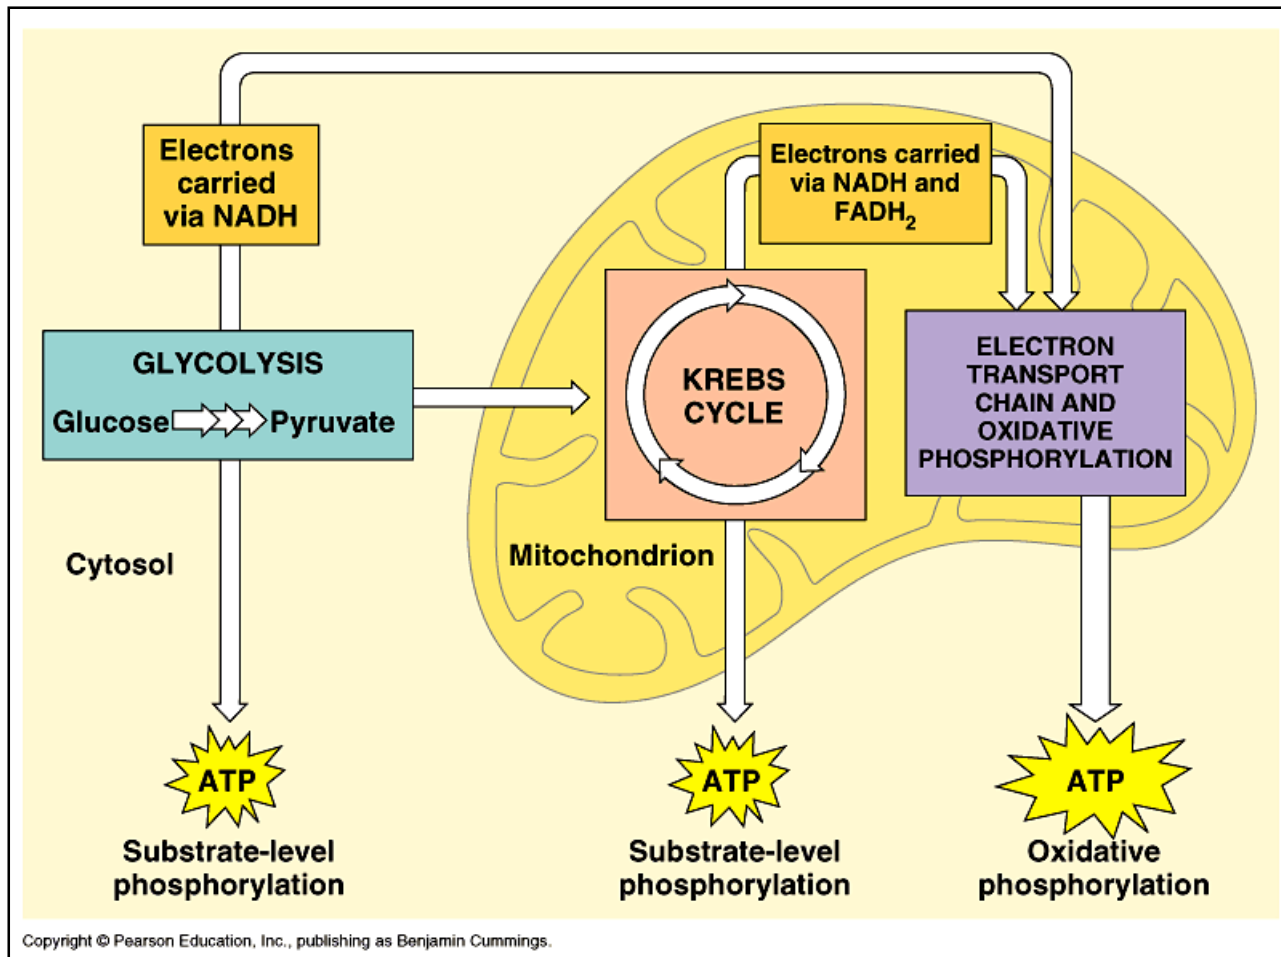 Electrons
carried
via NADH
Electrons carried
via NADH and
FADH₂
GLYCOLYSIS
Glucose Pyruvate
KREBS
CYCLE
ELECTRON
TRANSPORT
CHAIN AND
OXIDATIVE
PHOSPHORYLATION
Cytosol
Mitochondrion
ATP
ATP
ATP
Substrate-level
phosphorylation
Substrate-level
phosphorylation
Oxidative
phosphorylation
Copyright © Pearson Education, Inc., publishing as Benjamin Cummings.